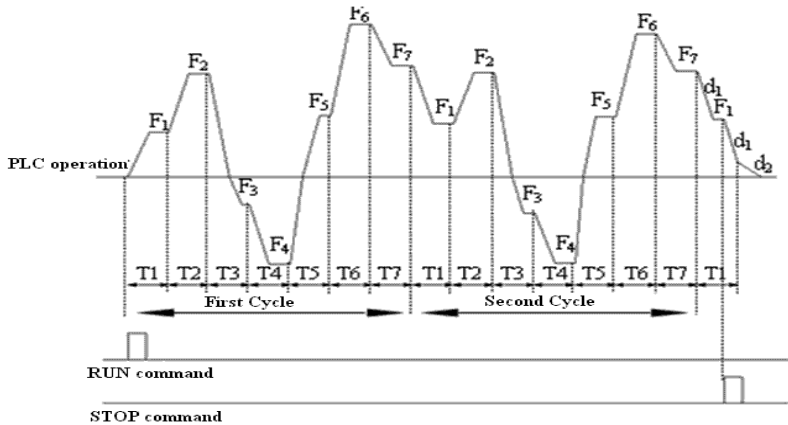 F6 F6
F7 F7
F2 F2
d1
F5 F5
F1 F1 F1
d1
PLC operation d2
F3 F3
F4 F4
T1 T2 T3 T4 T5 T6 T7 T1 T2 T3 T4 T5 T6 T7 T1
First Cycle Second Cycle
RUN command
STOP command